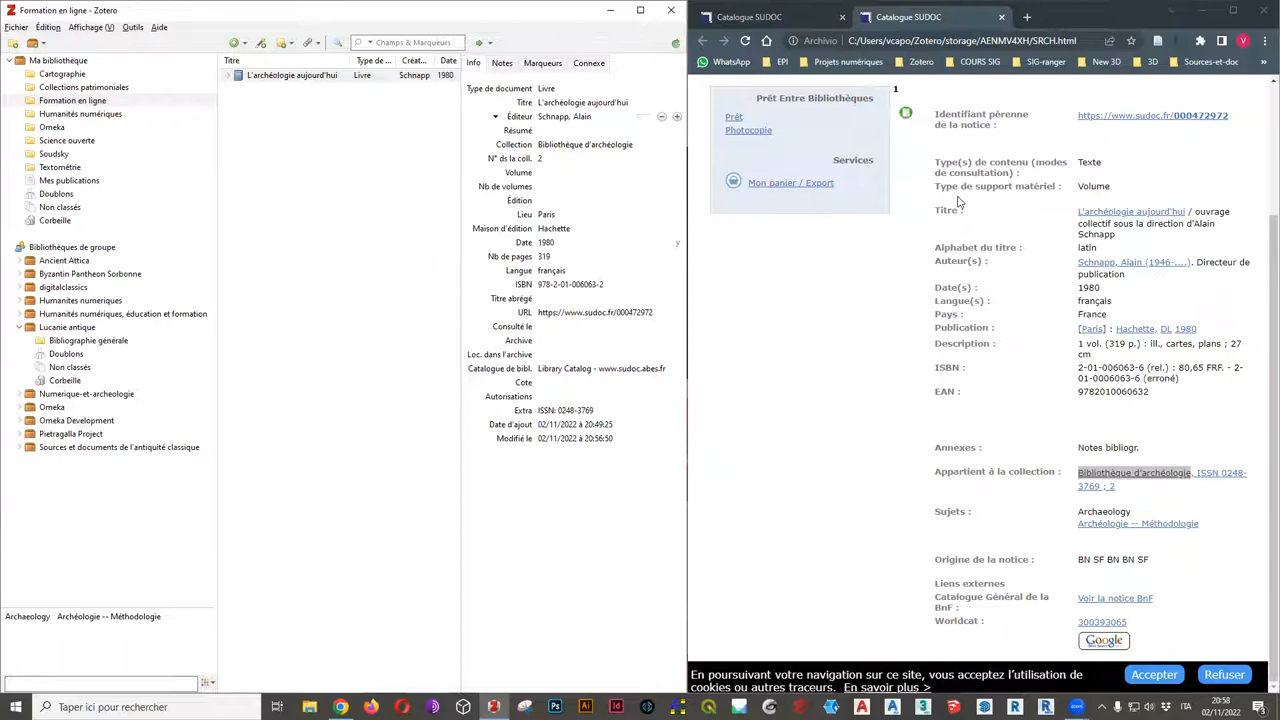 Formation en ligne - Zotero
Fichier Édition Affichage (V) Outils Aide
Champs & Marqueurs
Ma bibliothèque
Cartographie
Collections patrimoniales
Formation en ligne
Humanités numériques
Omeka
Science ouverte
Soudsky
Textométrie
Mes publications
Doublons
Non classés
Corbeille
Bibliothèques de groupe
Ancient Attica
Byzantin Pantheon Sorbonne
digitalclassics
Humanites numeriques
Humanités numériques, éducation et formation
Lucanie antique
Bibliographie générale
Doublons
Non classés
Corbeille
Numerique-et-archeologie
Omeka
Omeka Development
Pietragalla Project
Sources et documents de l'antiquité classique
Archaeology Archéologie -- Méthodologie
Titre Type de ... Créat... Date
L'archéologie aujourd'hui Livre Schnapp 1980
Info Notes Marqueurs Connexe
Type de document Livre
Titre L'archéologie aujourd'hui
Éditeur Schnapp, Alain
Résumé
Collection Bibliothèque d'archéologie
N° ds la coll. 2
Volume
Nb de volumes
Édition
Lieu Paris
Maison d'édition Hachette
Date 1980 y
Nb de pages 319
Langue français
ISBN 978-2-01-006063-2
Titre abrégé
URL https://www.sudoc.fr/000472972
Consulté le
Archive
Loc. dans l'archive
Catalogue de bibl. Library Catalog - www.sudoc.abes.fr
Cote
Autorisations
Extra ISSN: 0248-3769
Date d'ajout 02/11/2022 à 20:49:25
Modifié le 02/11/2022 à 20:56:50
Catalogue SUDOC
Catalogue SUDOC
Archivio C:/Users/vcapo/Zotero/storage/AENMV4XH/SRCH.html
V
WhatsApp EPI Projets numériques Zotero COURS SIG SIG-ranger New 3D 3D Sources-et-doc »
Prêt Entre Bibliothèques
Prêt
Photocopie
Services
Mon panier / Export
1
Identifiant pérenne de la notice : https://www.sudoc.fr/000472972
Type(s) de contenu (modes de consultation) : Texte
Type de support matériel : Volume
Titre : L'archéologie aujourd'hui / ouvrage
collectif sous la direction d'Alain
Schnapp
Alphabet du titre : latin
Auteur(s) : Schnapp, Alain (1946-....). Directeur de
publication
Date(s) : 1980
Langue(s) : français
Pays : France
Publication : [Paris] : Hachette, DL 1980
Description : 1 vol. (319 p.) : ill., cartes, plans ; 27
cm
ISBN : 2-01-006063-6 (rel.) : 80,65 FRF. - 2-
01-0006063-6 (erroné)
EAN : 9782010060632
Annexes : Notes bibliogr.
Appartient à la collection : Bibliothèque d'archéologie, ISSN 0248-
3769 ; 2
Sujets : Archaeology
Archéologie -- Méthodologie
Origine de la notice : BN SF BN BN SF
Liens externes
Catalogue Général de la BnF : Voir la notice BnF
Worldcat : 300393065
Google
En poursuivant votre navigation sur ce site, vous acceptez l'utilisation de
cookies ou autres traceurs. En savoir plus >
Accepter Refuser
Taper ici pour rechercher
ITA
20:58
02/11/2022